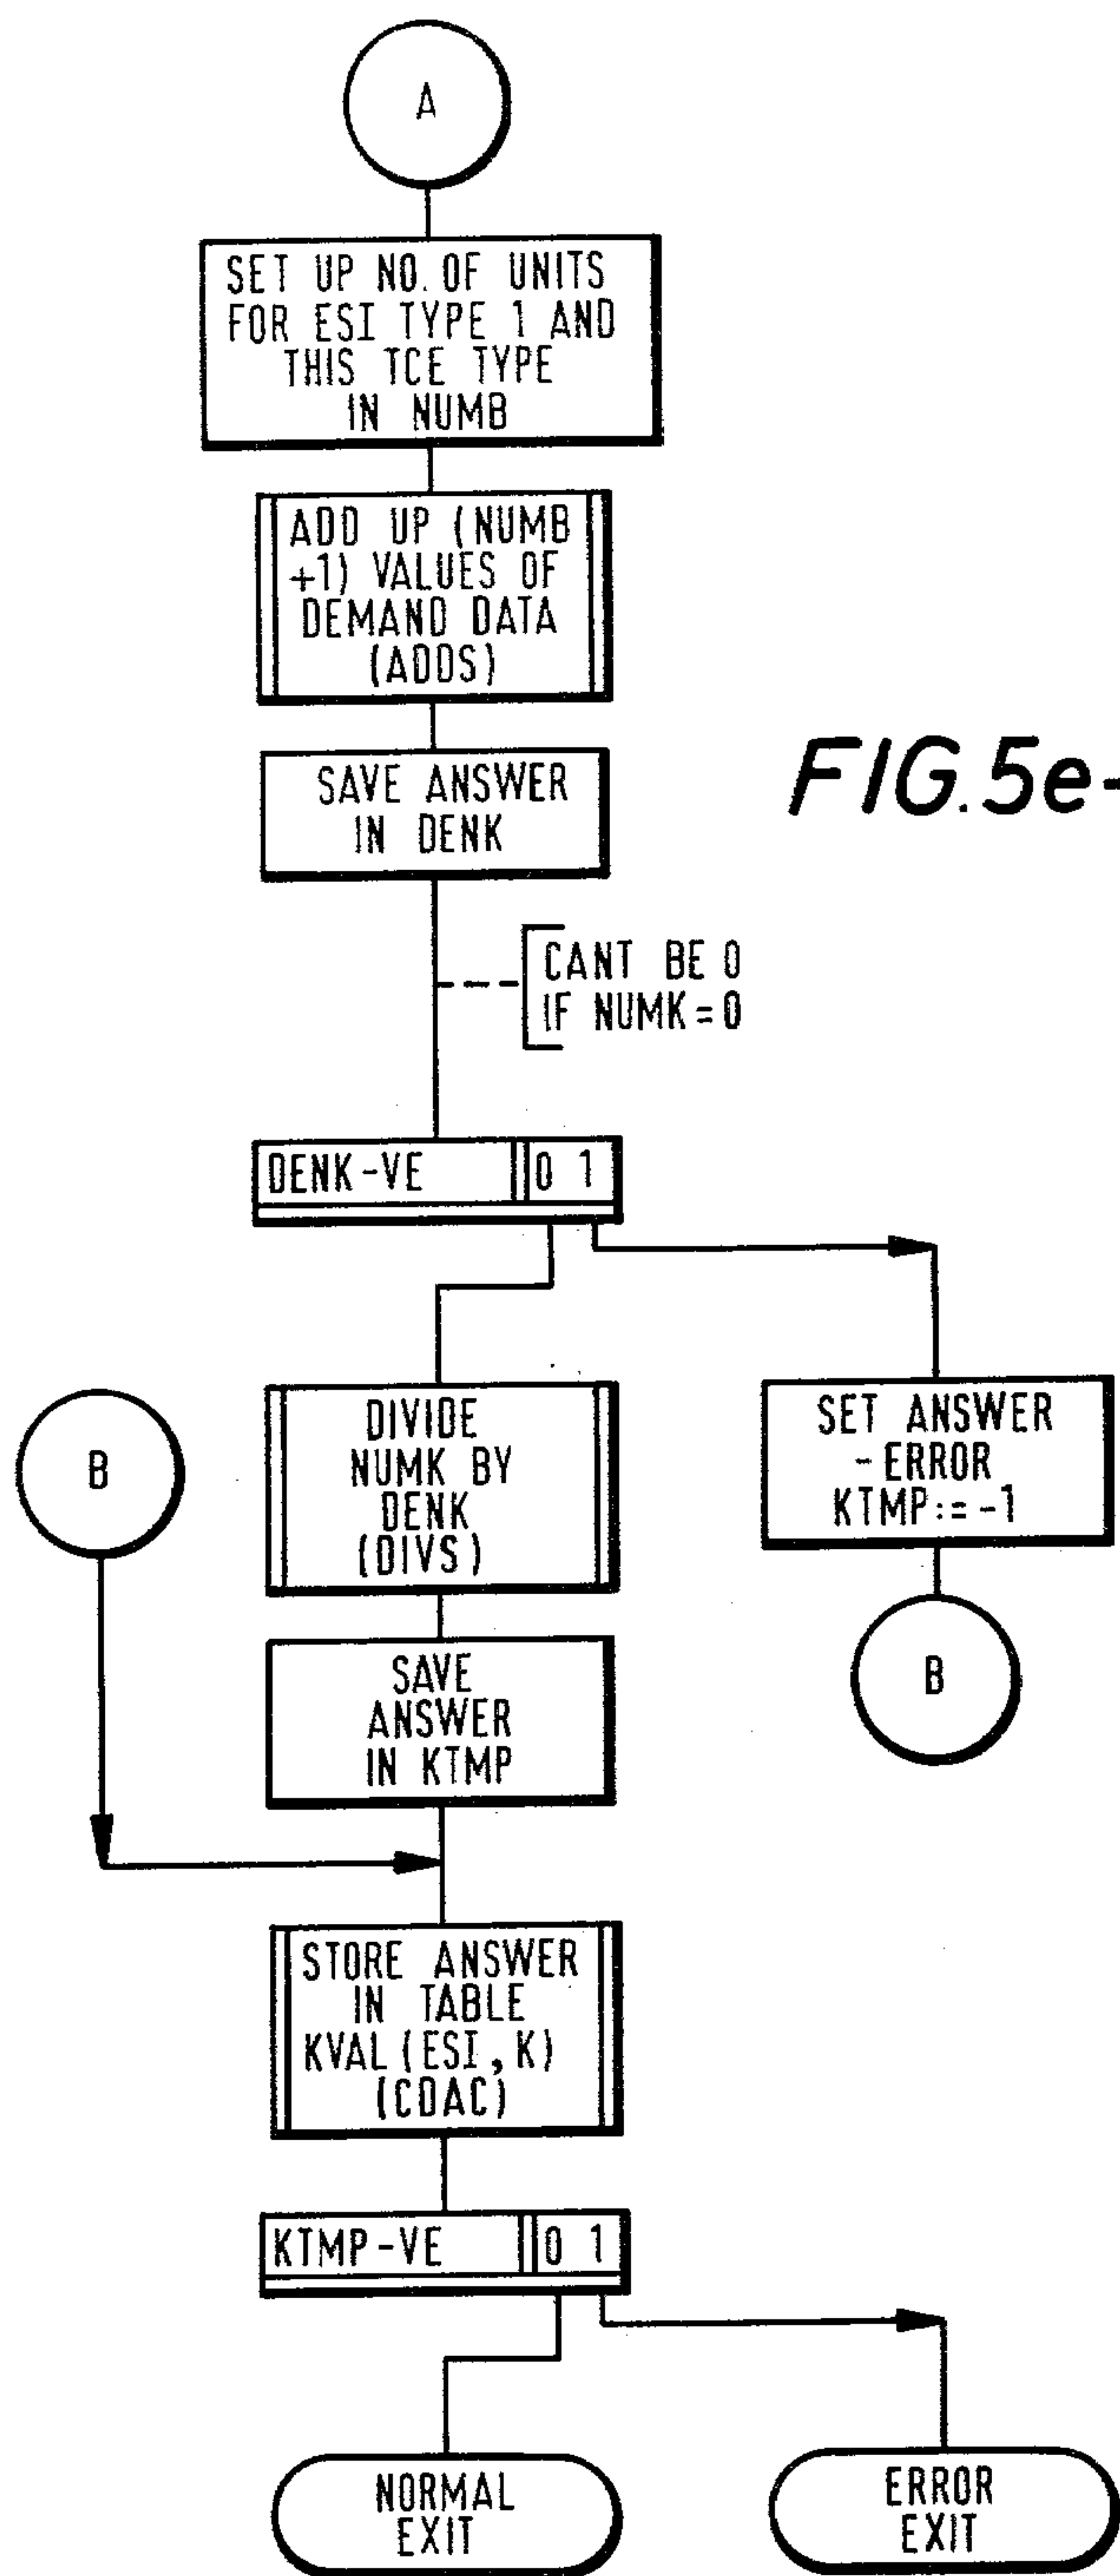 A
SET UP NO. OF UNITS
FOR ESI TYPE 1 AND
THIS TCE TYPE
IN NUMB
ADD UP (NUMB
+1) VALUES OF
DEMAND DATA
(ADDS)
SAVE ANSWER
IN DENK
FIG. 5e-
CANT BE 0
IF NUMK=0
DENK-VE 0 1
DIVIDE
NUMK BY
DENK
(DIVS)
SET ANSWER
-ERROR
KTMP:=-1
B
B
SAVE
ANSWER
IN KTMP
STORE ANSWER
IN TABLE
KVAL (ESI, K)
(CDAC)
KTMP-VE 0 1
NORMAL
EXIT
ERROR
EXIT